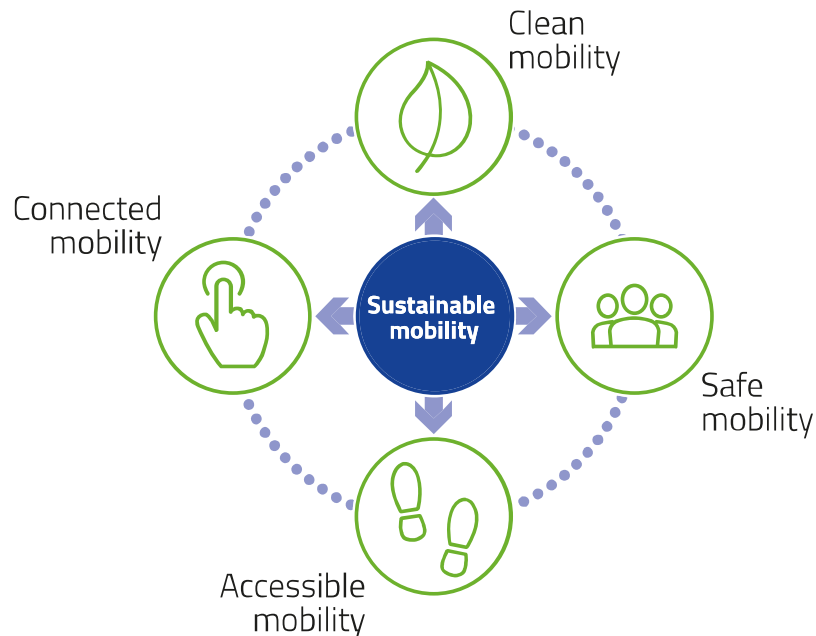 Clean
mobility
Connected
mobility
Sustainable
mobility
Safe
mobility
Accessible
mobility